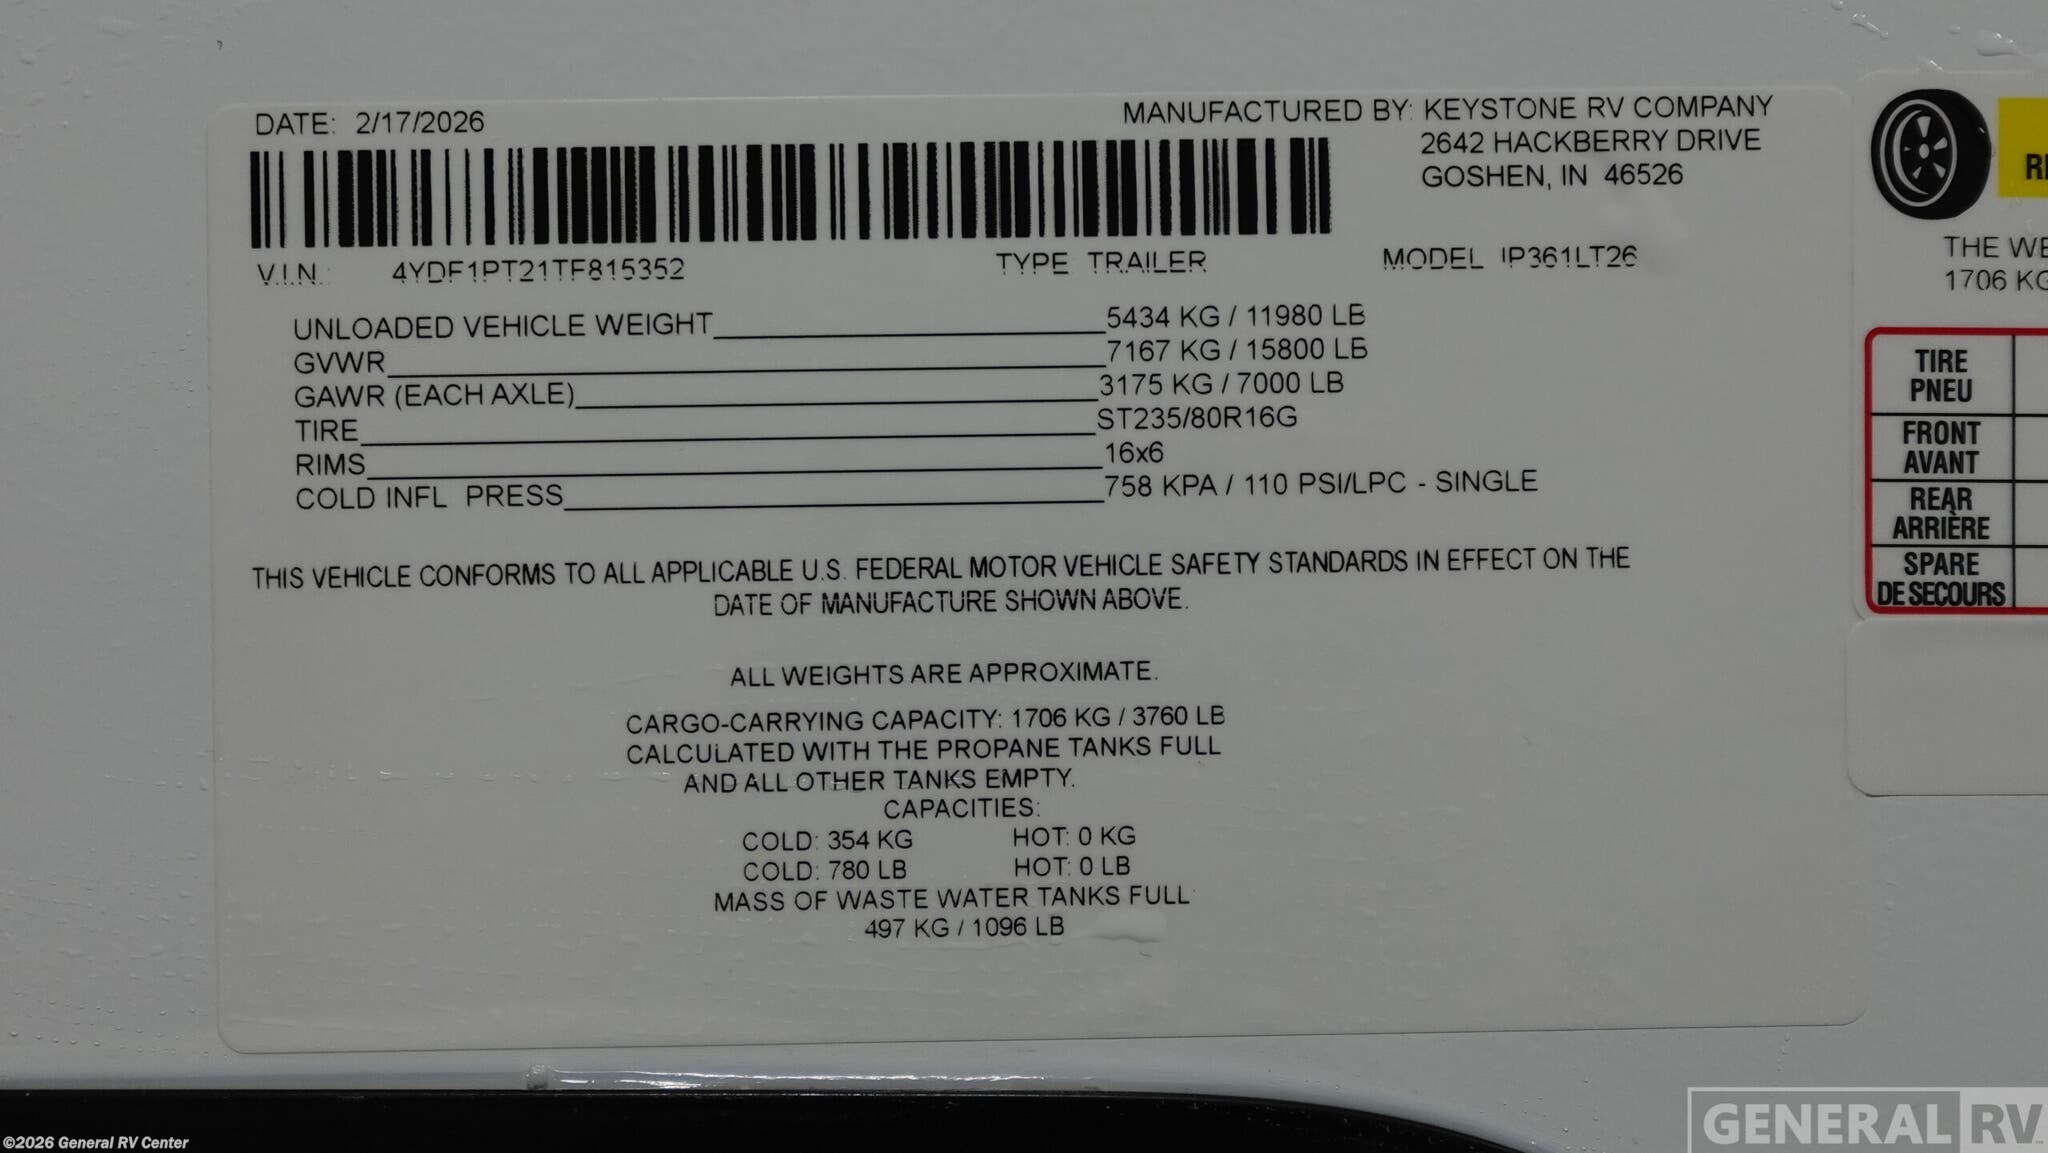 DATE: 2/17/2026
MANUFACTURED BY: KEYSTONE RV COMPANY
2642 HACKBERRY DRIVE
GOSHEN, IN 46526
V.I.N.: 4YDF1PT21TF815352 TYPE TRAILER MODEL IP361LT26
UNLOADED VEHICLE WEIGHT 5434 KG / 11980 LB
GVWR 7167 KG / 15800 LB
GAWR (EACH AXLE) 3175 KG / 7000 LB
TIRE ST235/80R16G
RIMS 16x6
COLD INFL PRESS 758 KPA / 110 PSI/LPC - SINGLE
THIS VEHICLE CONFORMS TO ALL APPLICABLE U.S. FEDERAL MOTOR VEHICLE SAFETY STANDARDS IN EFFECT ON THE
DATE OF MANUFACTURE SHOWN ABOVE.
ALL WEIGHTS ARE APPROXIMATE.
CARGO-CARRYING CAPACITY: 1706 KG / 3760 LB
CALCULATED WITH THE PROPANE TANKS FULL
AND ALL OTHER TANKS EMPTY.
CAPACITIES:
COLD: 354 KG HOT: 0 KG
COLD: 780 LB HOT: 0 LB
MASS OF WASTE WATER TANKS FULL
497 KG / 1096 LB
THE WE
1706 KG
TIRE
PNEU
FRONT
AVANT
REAR
ARRIÈRE
SPARE
DE SECOURS
©2026 General RV Center
GENERAL RV